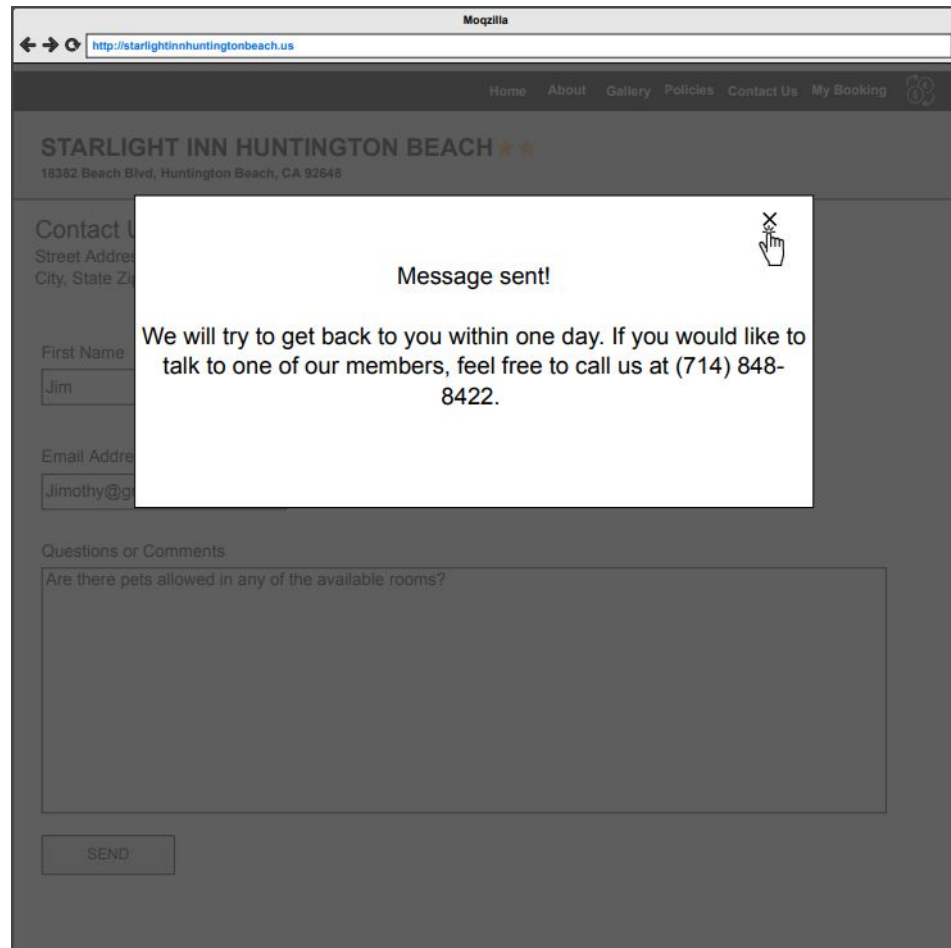 Moqzilla
http://starlightinnhuntingtonbeach.us
Home About Gallery Policies Contact Us My Booking
STARLIGHT INN HUNTINGTON BEACH
18382 Beach Blvd, Huntington Beach, CA 92648
Contact U
Street Addres
City, State Zi
Message sent!
We will try to get back to you within one day. If you would like to
talk to one of our members, feel free to call us at (714) 848-
8422.
First Name
Jim
Email Addre
Jimothy@g
Questions or Comments
Are there pets allowed in any of the available rooms?
SEND